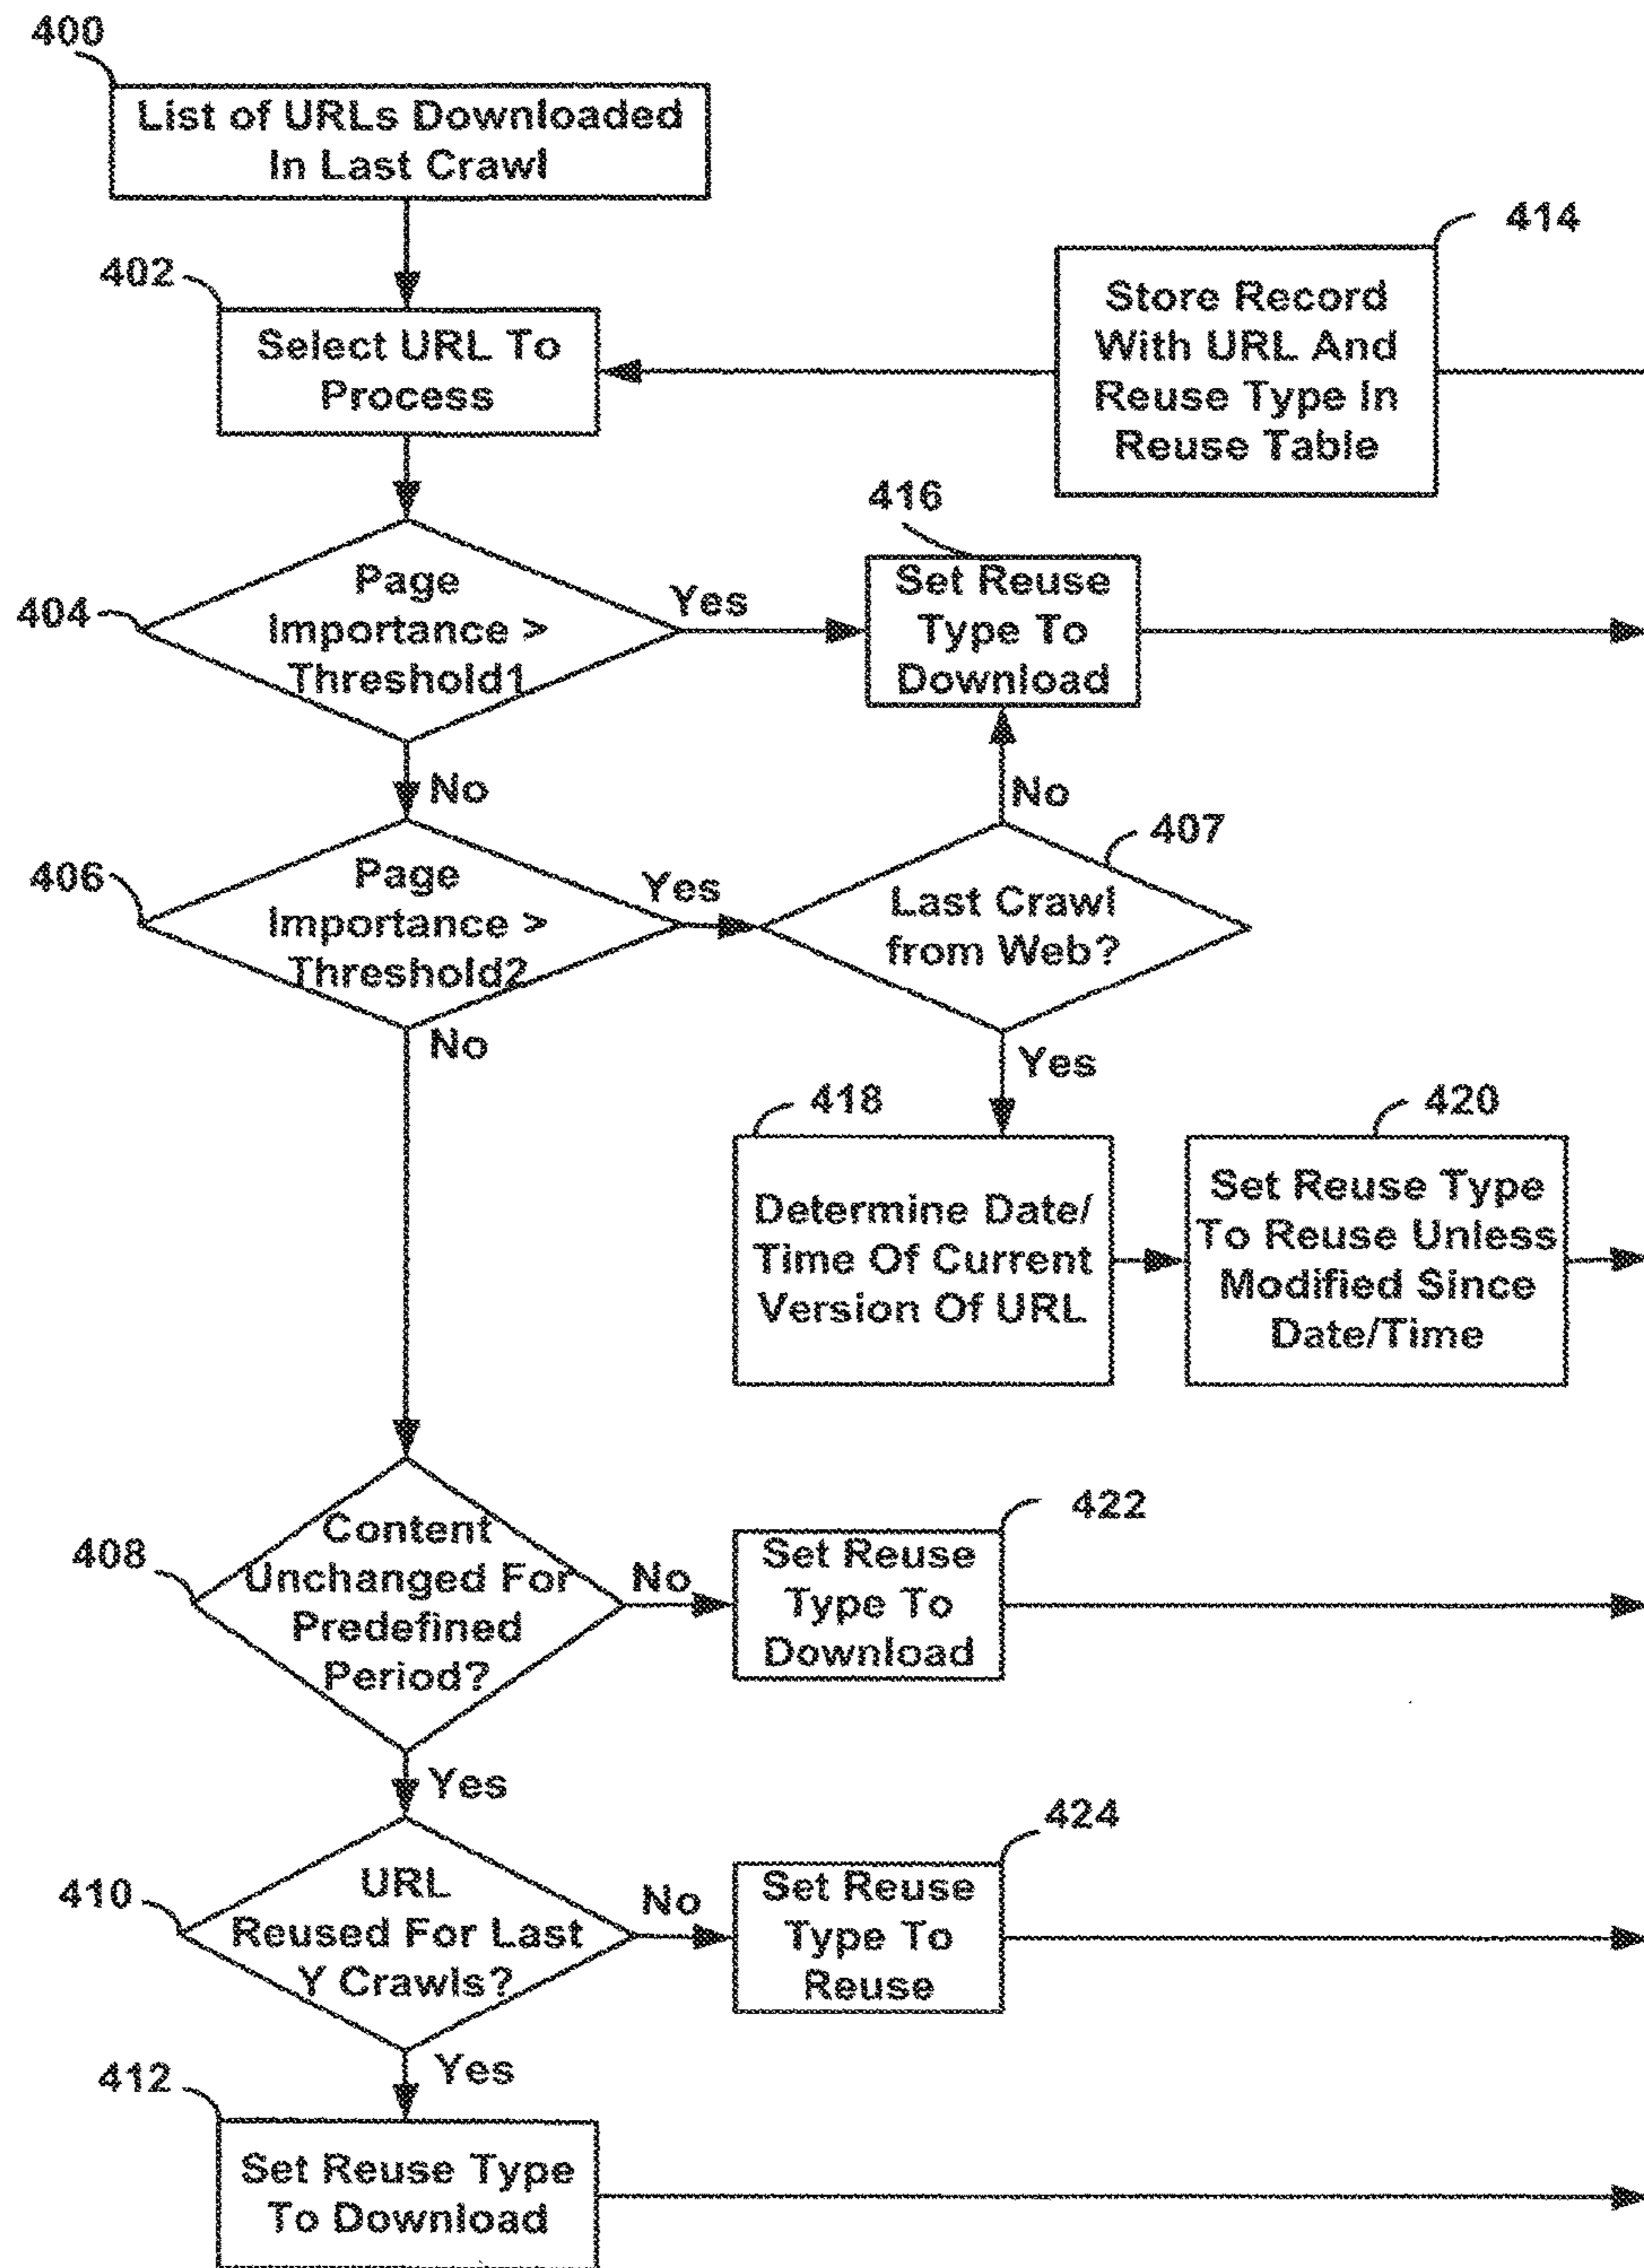 400
List of URLs Downloaded
In Last Crawl
402
Select URL To
Process
414
Store Record
With URL And
Reuse Type In
Reuse Table
404
Page
Importance >
Threshold1
Yes
416
Set Reuse
Type To
Download
No
No
406
Page
Importance >
Threshold2
Yes
407
Last Crawl
from Web?
No
Yes
418
Determine Date/
Time Of Current
Version Of URL
420
Set Reuse Type
To Reuse Unless
Modified Since
Date/Time
408
Content
Unchanged For
Predefined
Period?
No
422
Set Reuse
Type To
Download
Yes
410
URL
Reused For Last
Y Crawls?
No
424
Set Reuse
Type To
Reuse
Yes
412
Set Reuse Type
To Download